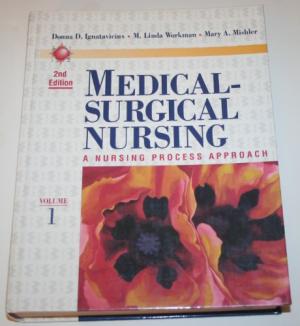 Donna D. Ignatavicius • M. Linda Workman • Mary A. Mishler
2nd
Edition
MEDICAL-
SURGICAL
NURSING
A NURSING PROCESS APPROACH
VOLUME
1